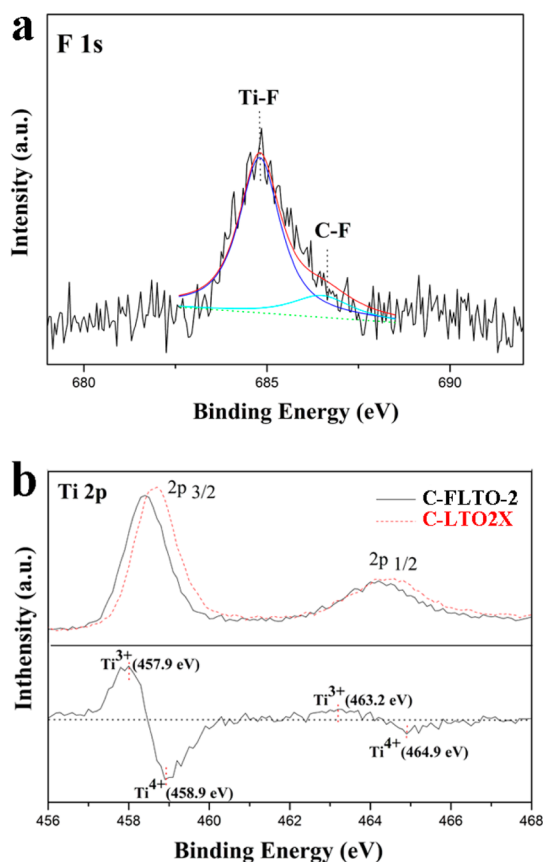 a
F 1s
Ti-F
C-F
Intensity (a.u.)
680 685 690
Binding Energy (eV)
b
Ti 2p
2p 3/2
C-FLTO-2
C-LTO2X
2p 1/2
Inthensity (a.u.)
Ti3+(457.9 eV)
Ti3+(463.2 eV)
Ti4+(464.9 eV)
Ti4+(458.9 eV)
456 458 460 462 464 466 468
Binding Energy (eV)